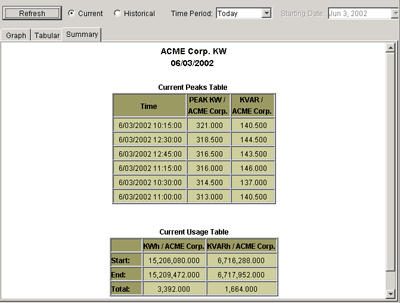 Refresh Current Historical Time Period: Today Starting Date: Jun 3, 2002
Graph Tabular Summary
ACME Corp. KW
06/03/2002
Current Peaks Table
Time PEAK KW / ACME Corp. KVAR / ACME Corp.
6/03/2002 10:15:00 321.000 140.500
6/03/2002 12:30:00 318.500 144.500
6/03/2002 12:45:00 316.500 143.500
6/03/2002 11:15:00 316.000 146.000
6/03/2002 10:30:00 314.500 137.000
6/03/2002 11:00:00 313.000 140.500
Current Usage Table
KWh / ACME Corp. KVARh / ACME Corp.
Start: 15,206,080.000 6,716,288.000
End: 15,209,472.000 6,717,952.000
Total: 3,392.000 1,664.000